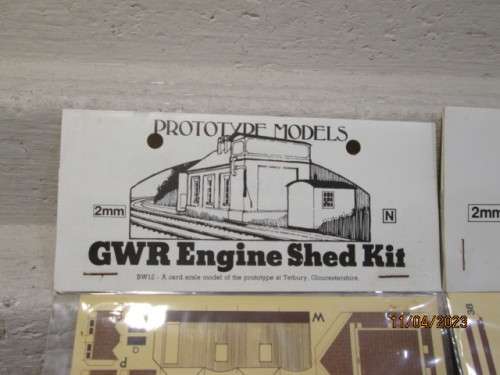 PROTOTYPE MODELS
2mm
N
2mm
GWR Engine Shed Kit
BW12 - A card scale model of the prototype at Tetbury, Gloucestershire.
W
P
38
11/04/2023